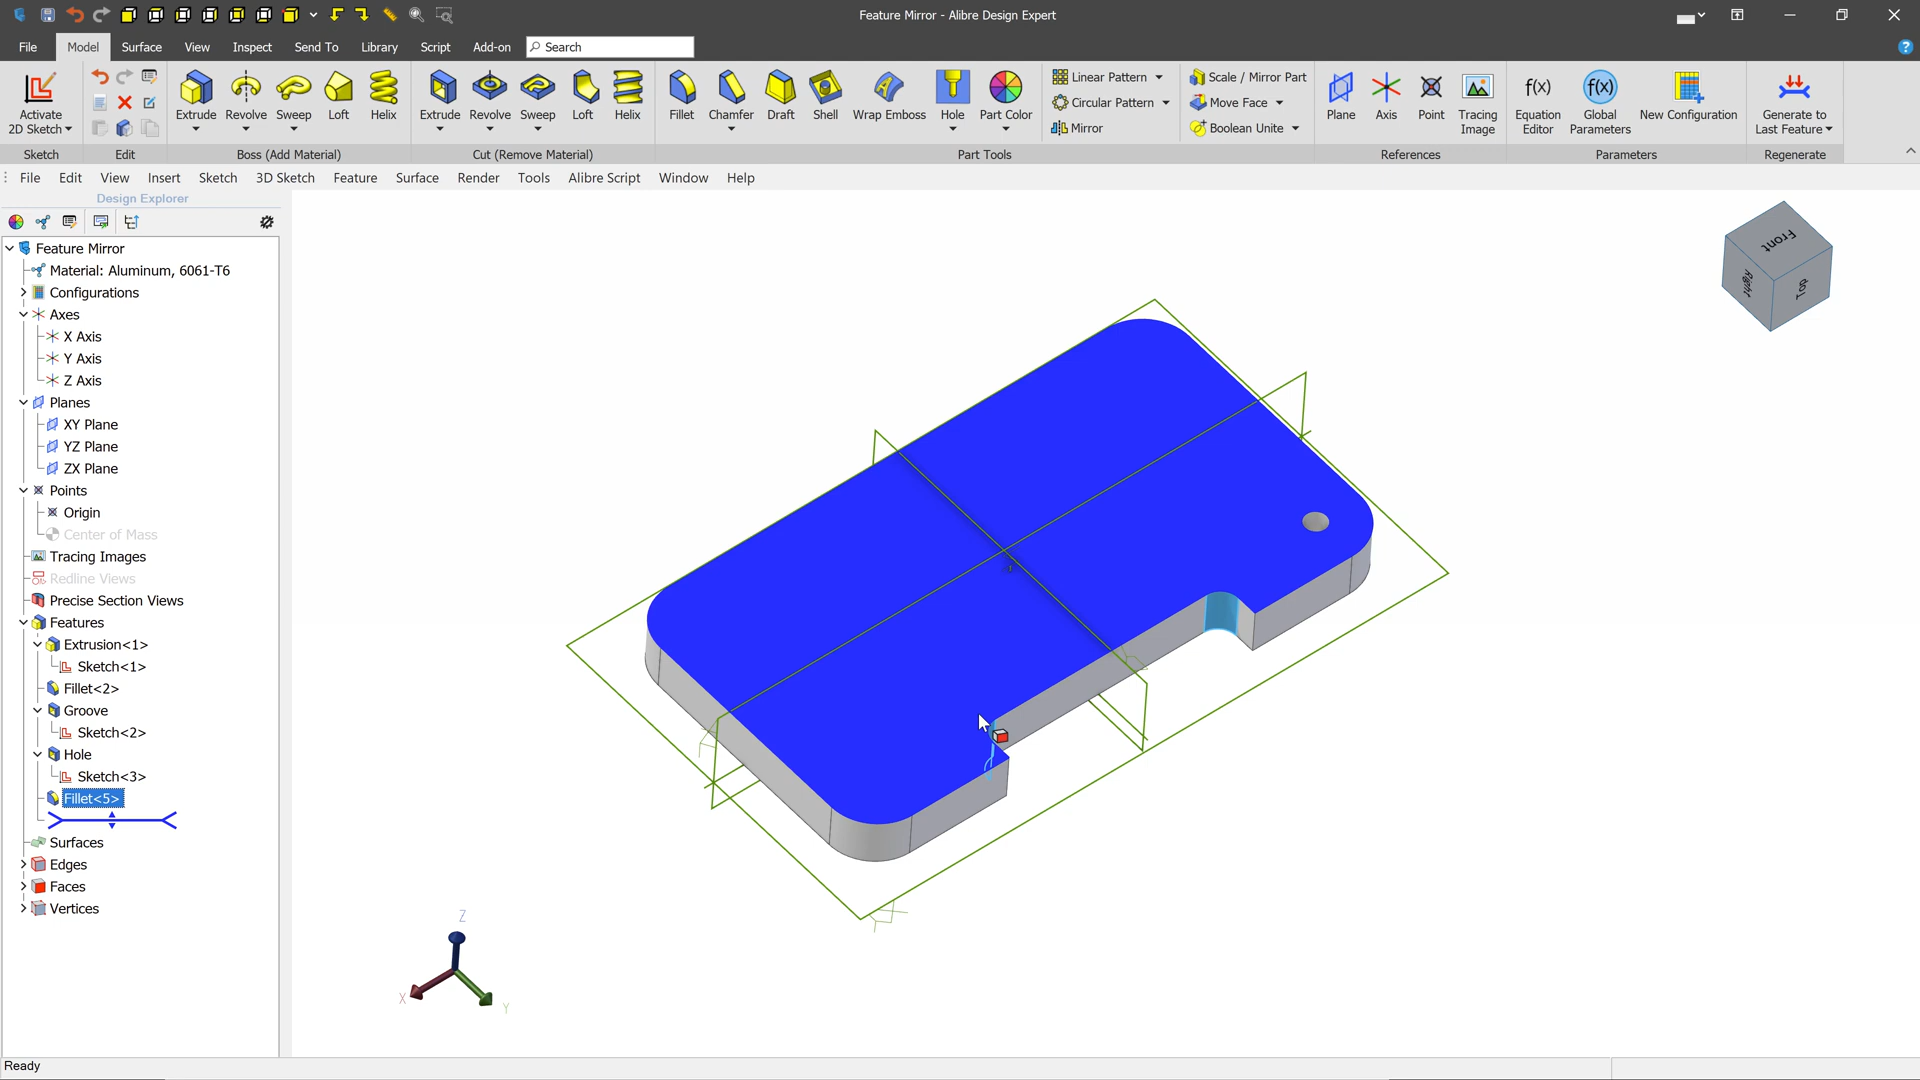 Feature Mirror - Alibre Design Expert
File Model Surface View Inspect Send To Library Script Add-on Search
Activate
2D Sketch
Extrude Revolve Sweep Loft Helix
Extrude Revolve Sweep Loft Helix
Fillet Chamfer Draft Shell Wrap Emboss Hole Part Color
Linear Pattern
Circular Pattern
Mirror
Scale / Mirror Part
Move Face
Boolean Unite
Plane Axis Point Tracing
Image
Equation
Editor
Global
Parameters
New Configuration
Generate to
Last Feature
Sketch Edit Boss (Add Material) Cut (Remove Material) Part Tools References Parameters Regenerate
File Edit View Insert Sketch 3D Sketch Feature Surface Render Tools Alibre Script Window Help
Design Explorer
Feature Mirror
Material: Aluminum, 6061-T6
Configurations
Axes
X Axis
Y Axis
Z Axis
Planes
XY Plane
YZ Plane
ZX Plane
Points
Origin
Center of Mass
Tracing Images
Redline Views
Precise Section Views
Features
Extrusion<1>
Sketch<1>
Fillet<2>
Groove
Sketch<2>
Hole
Sketch<3>
Fillet<5>
Surfaces
Edges
Faces
Vertices
Front
Right
Top
Z
X
Y
Ready